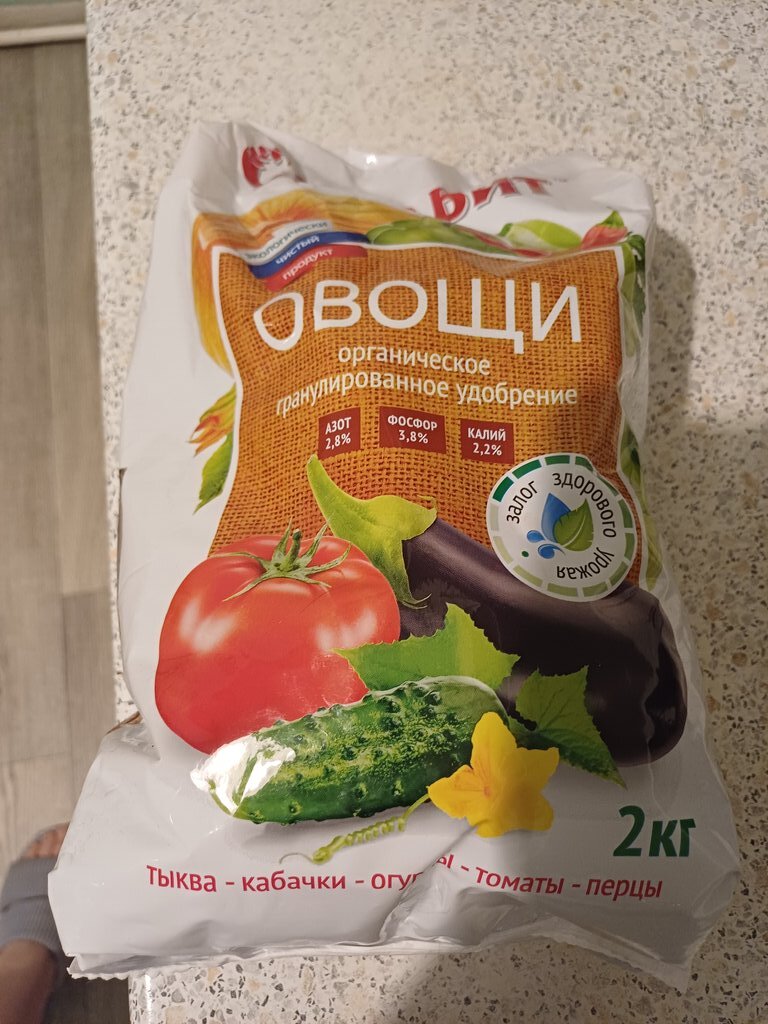 экологически
чистый
продукт
ОВОЩИ
органическое
гранулированное удобрение
АЗОТ
2,8%
ФОСФОР
3,8%
КАЛИЙ
2,2%
залог здорового урожая
2кг
тыква - кабачки - - томаты - перцы